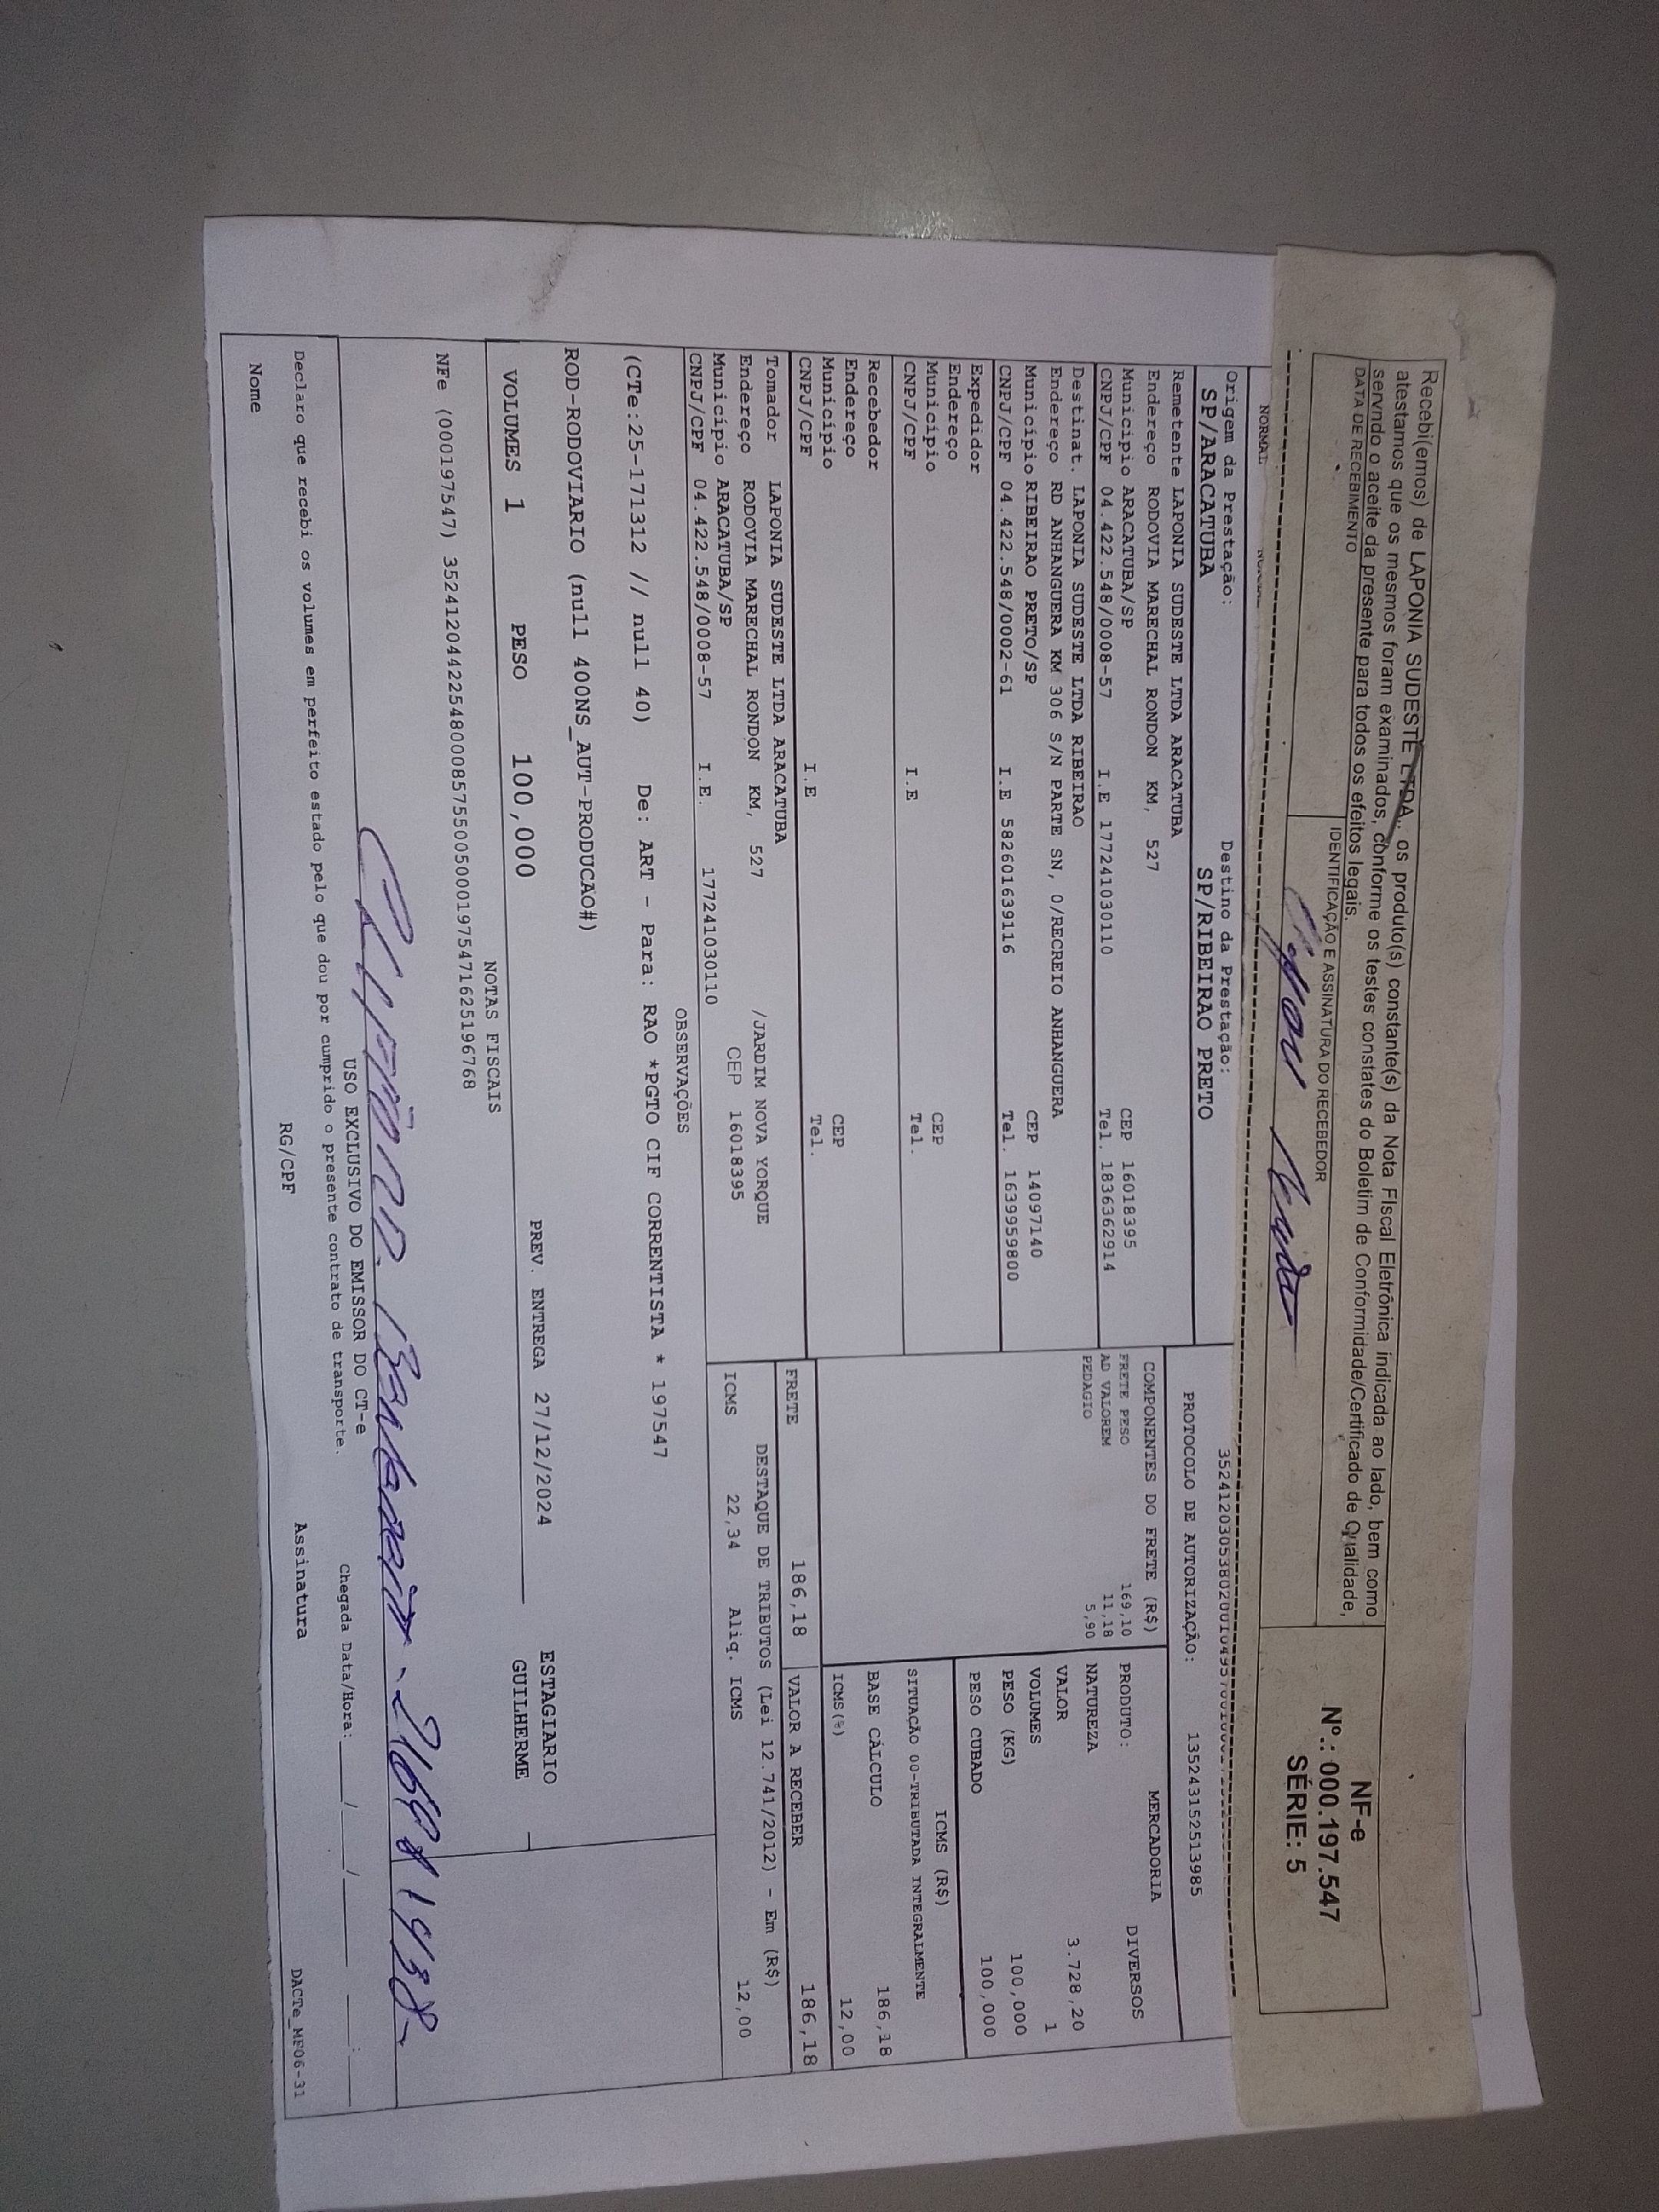 Recebi(emos) de LAPONIA SUDESTE LTDA., os produto(s) constante(s) da Nota FIscal Eletrônica indicada ao lado, bem como
atestamos que os mesmos foram examinados, conforme os testes constates do Boletim de Conformidade/Certificado de Qualidade,
servndo o aceite da presente para todos os efeitos legais.
DATA DE RECEBIMENTO
IDENTIFICAÇÃO E ASSINATURA DO RECEBEDOR
NF-e
Nº.: 000.197.547
SÉRIE: 5
NORMAL
Origem da Prestação:
SP/ARACATUBA
Destino da Prestação:
SP/RIBEIRAO PRETO
PROTOCOLO DE AUTORIZAÇÃO: 135243152513985
Remetente LAPONIA SUDESTE LTDA ARACATUBA
Endereço RODOVIA MARECHAL RONDON KM, 527
Municipio ARACATUBA/SP CEP 16018395
CNPJ/CPF 04.422.548/0008-57 I.E 177241030110 Tel. 1836362914
Destinat. LAPONIA SUDESTE LTDA RIBEIRAO
Endereço RD ANHANGUERA KM 306 S/N PARTE SN, 0/RECREIO ANHANGUERA
Município RIBEIRAO PRETO/SP CEP 14097140
CNPJ/CPF 04.422.548/0002-61 I.E 582601639116 Tel. 1639959800
Expedidor
Endereço
Municipio CEP
CNPJ/CPF I.E Tel.
Recebedor
Endereço
Município CEP
CNPJ/CPF I.E Tel.
Tomador LAPONIA SUDESTE LTDA ARACATUBA
Endereço RODOVIA MARECHAL RONDON KM, 527 /JARDIM NOVA YORQUE
Município ARACATUBA/SP CEP 16018395
CNPJ/CPF 04.422.548/0008-57 I.E. 177241030110
COMPONENTES DO FRETE (R$)
FRETE PESO 169,10
AD VALOREM 11,18
PEDAGIO 5,90
MERCADORIA
PRODUTO: DIVERSOS
NATUREZA
VALOR 3.728,20
VOLUMES 1
PESO (KG) 100,000
PESO CUBADO 100,000
ICMS (R$)
SITUAÇÃO 00-TRIBUTADA INTEGRALMENTE
BASE CÁLCULO 186,18
ICMS(%) 12,00
FRETE 186,18 VALOR A RECEBER 186,18
DESTAQUE DE TRIBUTOS (Lei 12.741/2012) - Em (R$)
ICMS 22,34 Aliq. ICMS 12,00
OBSERVAÇÕES
(CTe:25-171312 // null 40) De: ART - Para: RAO *PGTO CIF CORRENTISTA * 197547
ROD-RODOVIARIO (null 400NS_AUT-PRODUCAO#)
VOLUMES 1 PESO 100,000 PREV. ENTREGA 27/12/2024
ESTAGIARIO
GUILHERME
NOTAS FISCAIS
NFe (000197547) 35241204422548000857550050001975471625196768
USO EXCLUSIVO DO EMISSOR DO CT-e
Declaro que recebi os volumes em perfeito estado pelo que dou por cumprido o presente contrato de transporte.
Chegada Data/Hora: ____/____/______ ____:____
Nome RG/CPF Assinatura
DACTe_MF06-31